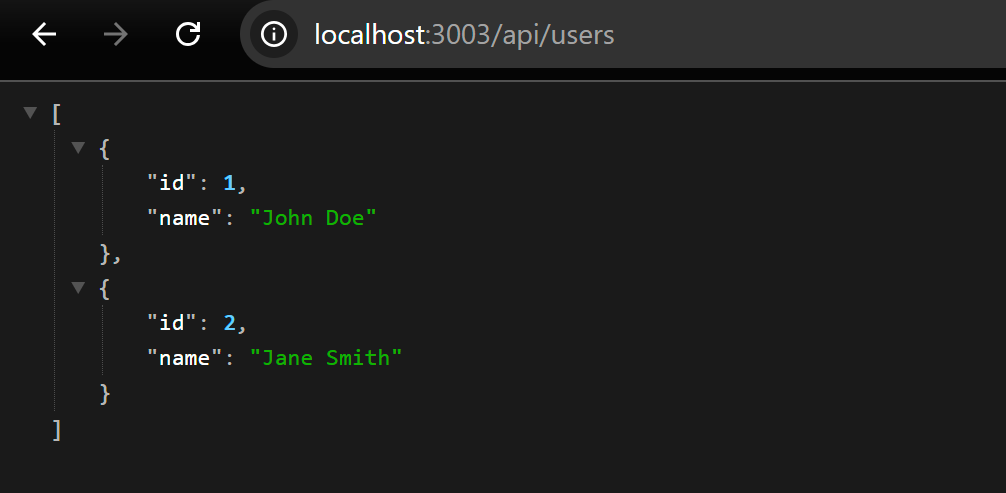 localhost:3003/api/users
[
{
"id": 1,
"name": "John Doe"
},
{
"id": 2,
"name": "Jane Smith"
}
]